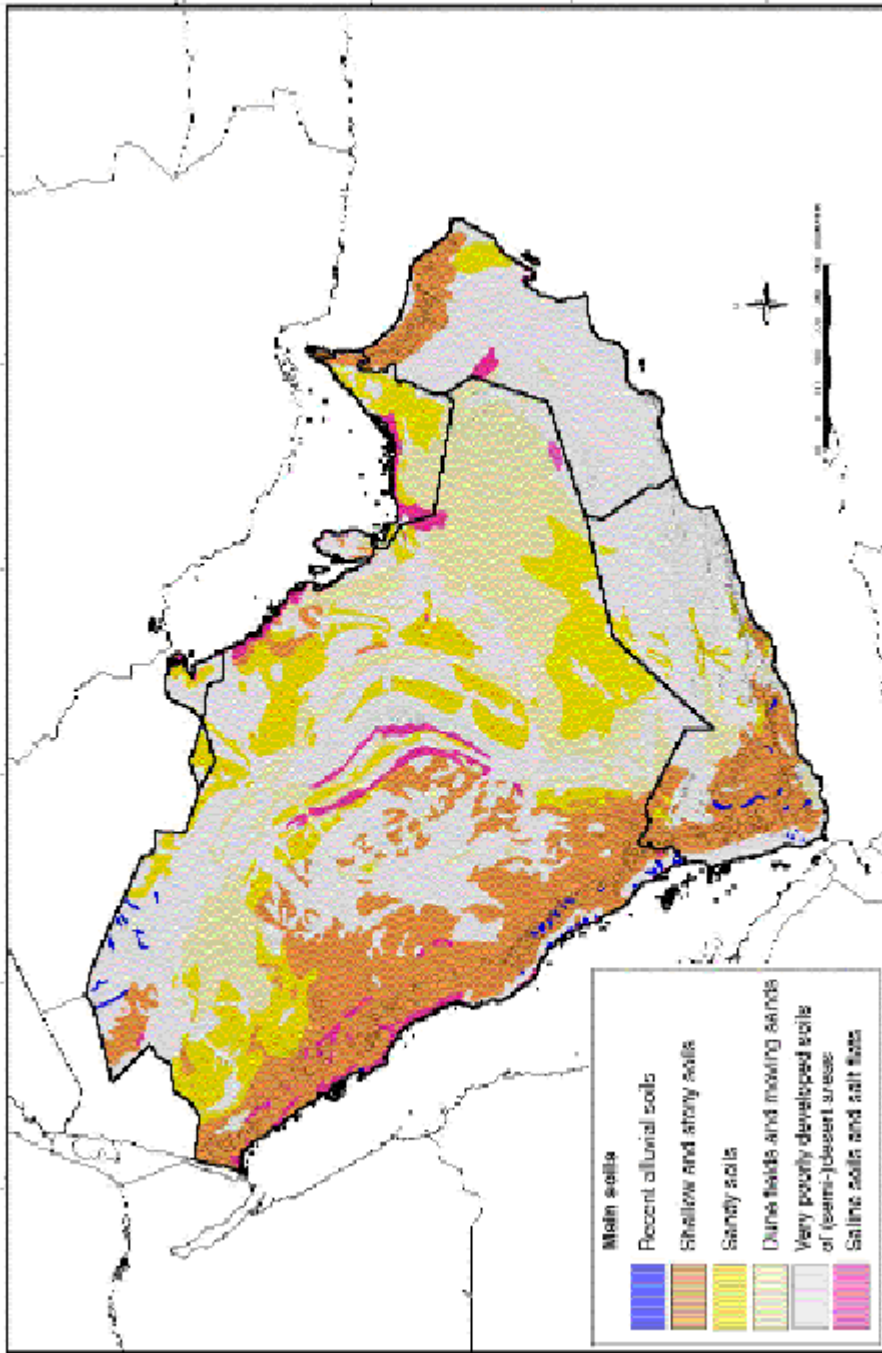 Main soils
Recent alluvial soils
Shallow and stony soils
Sandy soils
Dune fields and moving sands
Very poorly developed soils
of (semi-)desert areas
Saline soils and salt flats